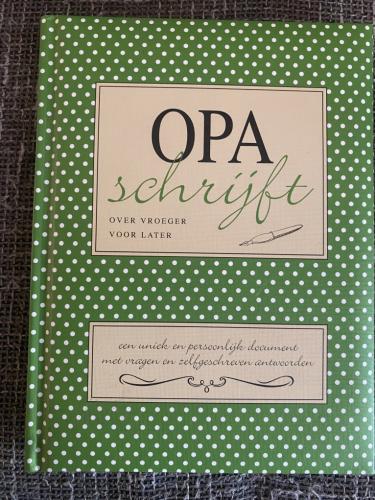 OPA
schrijft
OVER VROEGER
VOOR LATER
een uniek en persoonlijk document
met vragen en zelfgeschreven antwoorden